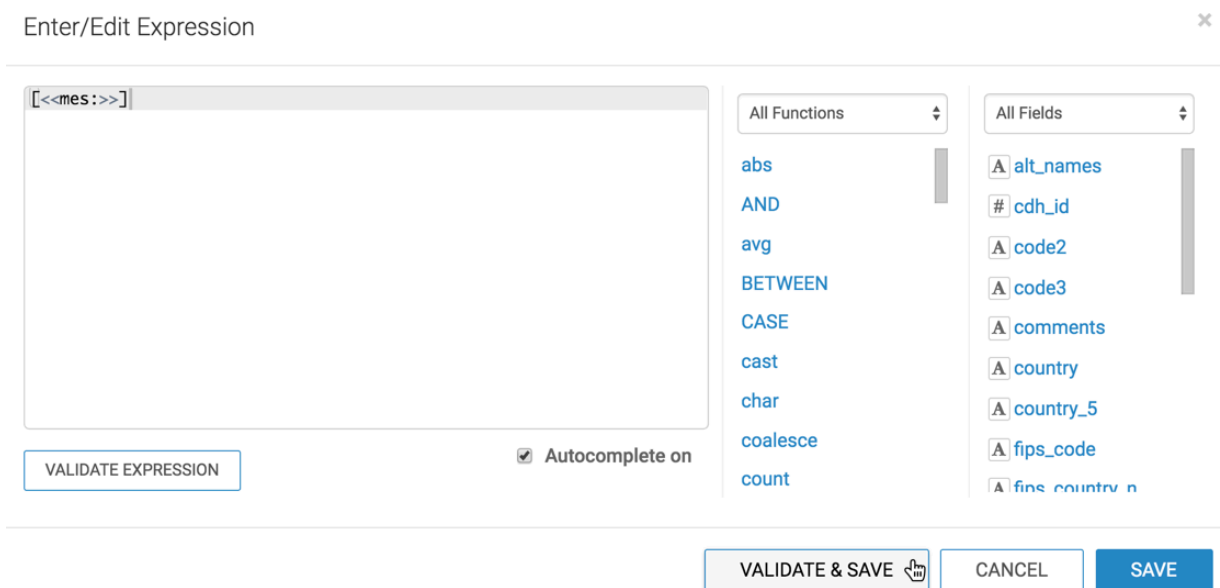 Enter/Edit Expression
×
[<<mes:>>]
All Functions
abs
AND
avg
BETWEEN
CASE
cast
char
coalesce
count
All Fields
A alt_names
# cdh_id
A code2
A code3
A comments
A country
A country_5
A fips_code
A fips_country_n
VALIDATE EXPRESSION
Autocomplete on
VALIDATE & SAVE
CANCEL
SAVE